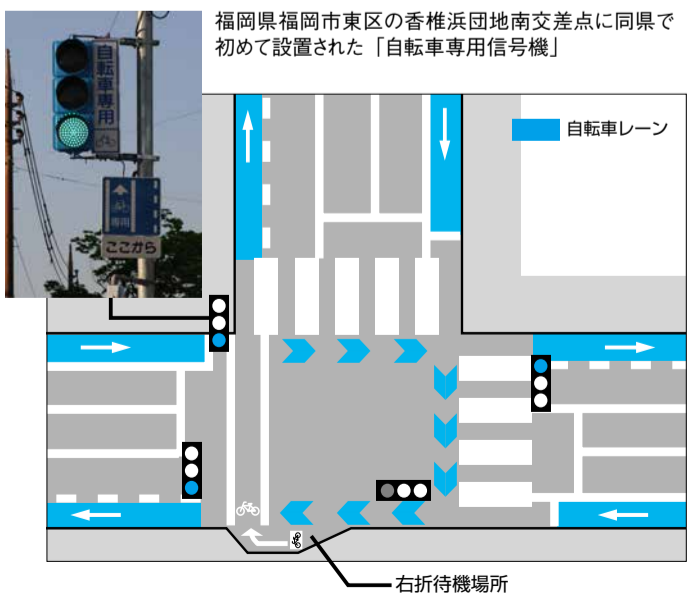 福岡県福岡市東区の香椎浜団地南交差点に同県で
初めて設置された「自転車専用信号機」
自転車専用
専用
ここから
自転車レーン
右折待機場所